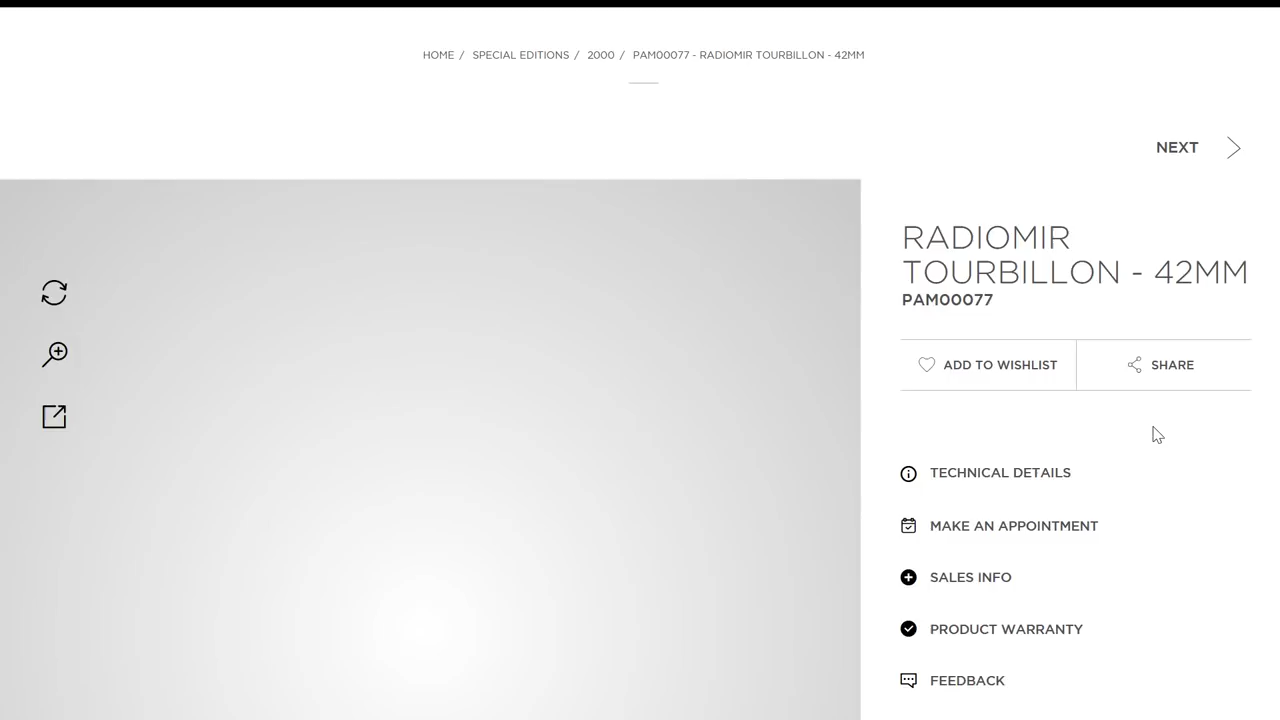 HOME / SPECIAL EDITIONS / 2000 / PAM00077 - RADIOMIR TOURBILLON - 42MM
NEXT
RADIOMIR
TOURBILLON - 42MM
PAM00077
ADD TO WISHLIST
SHARE
TECHNICAL DETAILS
MAKE AN APPOINTMENT
SALES INFO
PRODUCT WARRANTY
FEEDBACK